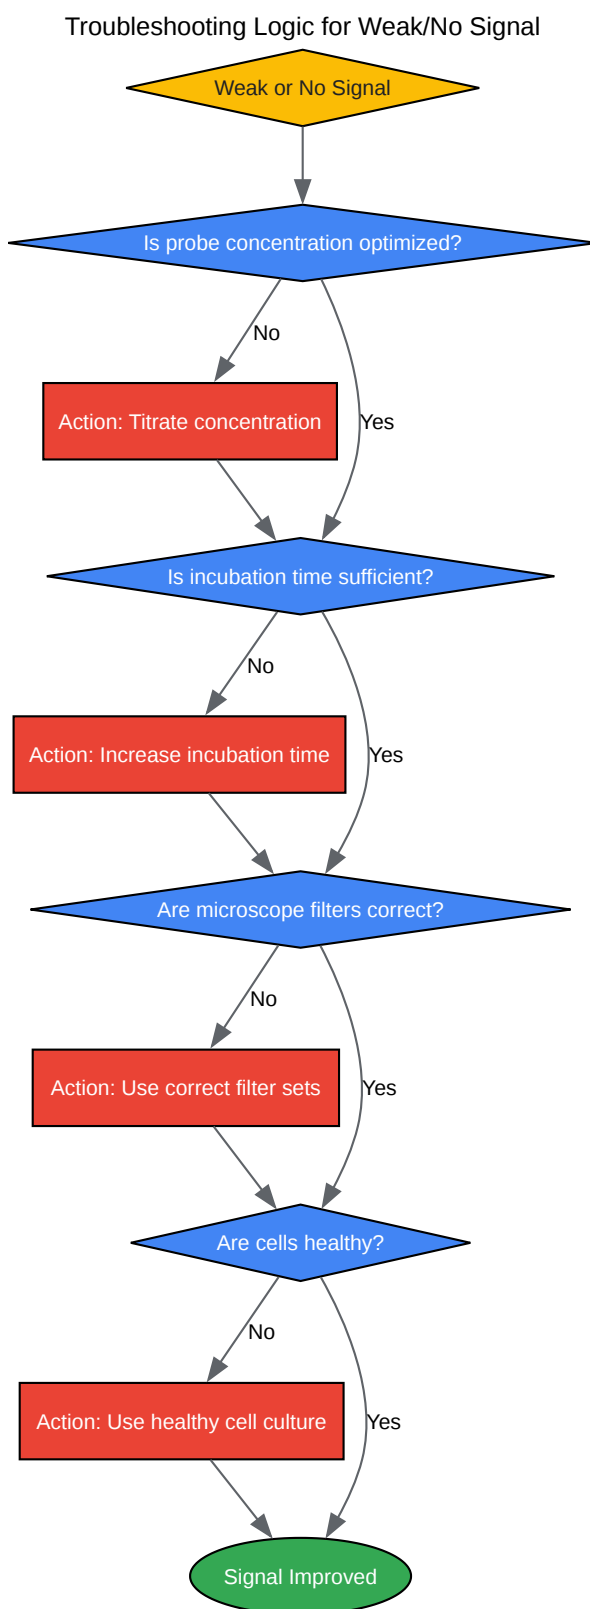 Troubleshooting Logic for Weak/No Signal
Weak or No Signal
Is probe concentration optimized?
No
Action: Titrate concentration
Yes
Is incubation time sufficient?
No
Action: Increase incubation time
Yes
Are microscope filters correct?
No
Action: Use correct filter sets
Yes
Are cells healthy?
No
Action: Use healthy cell culture
Yes
Signal Improved